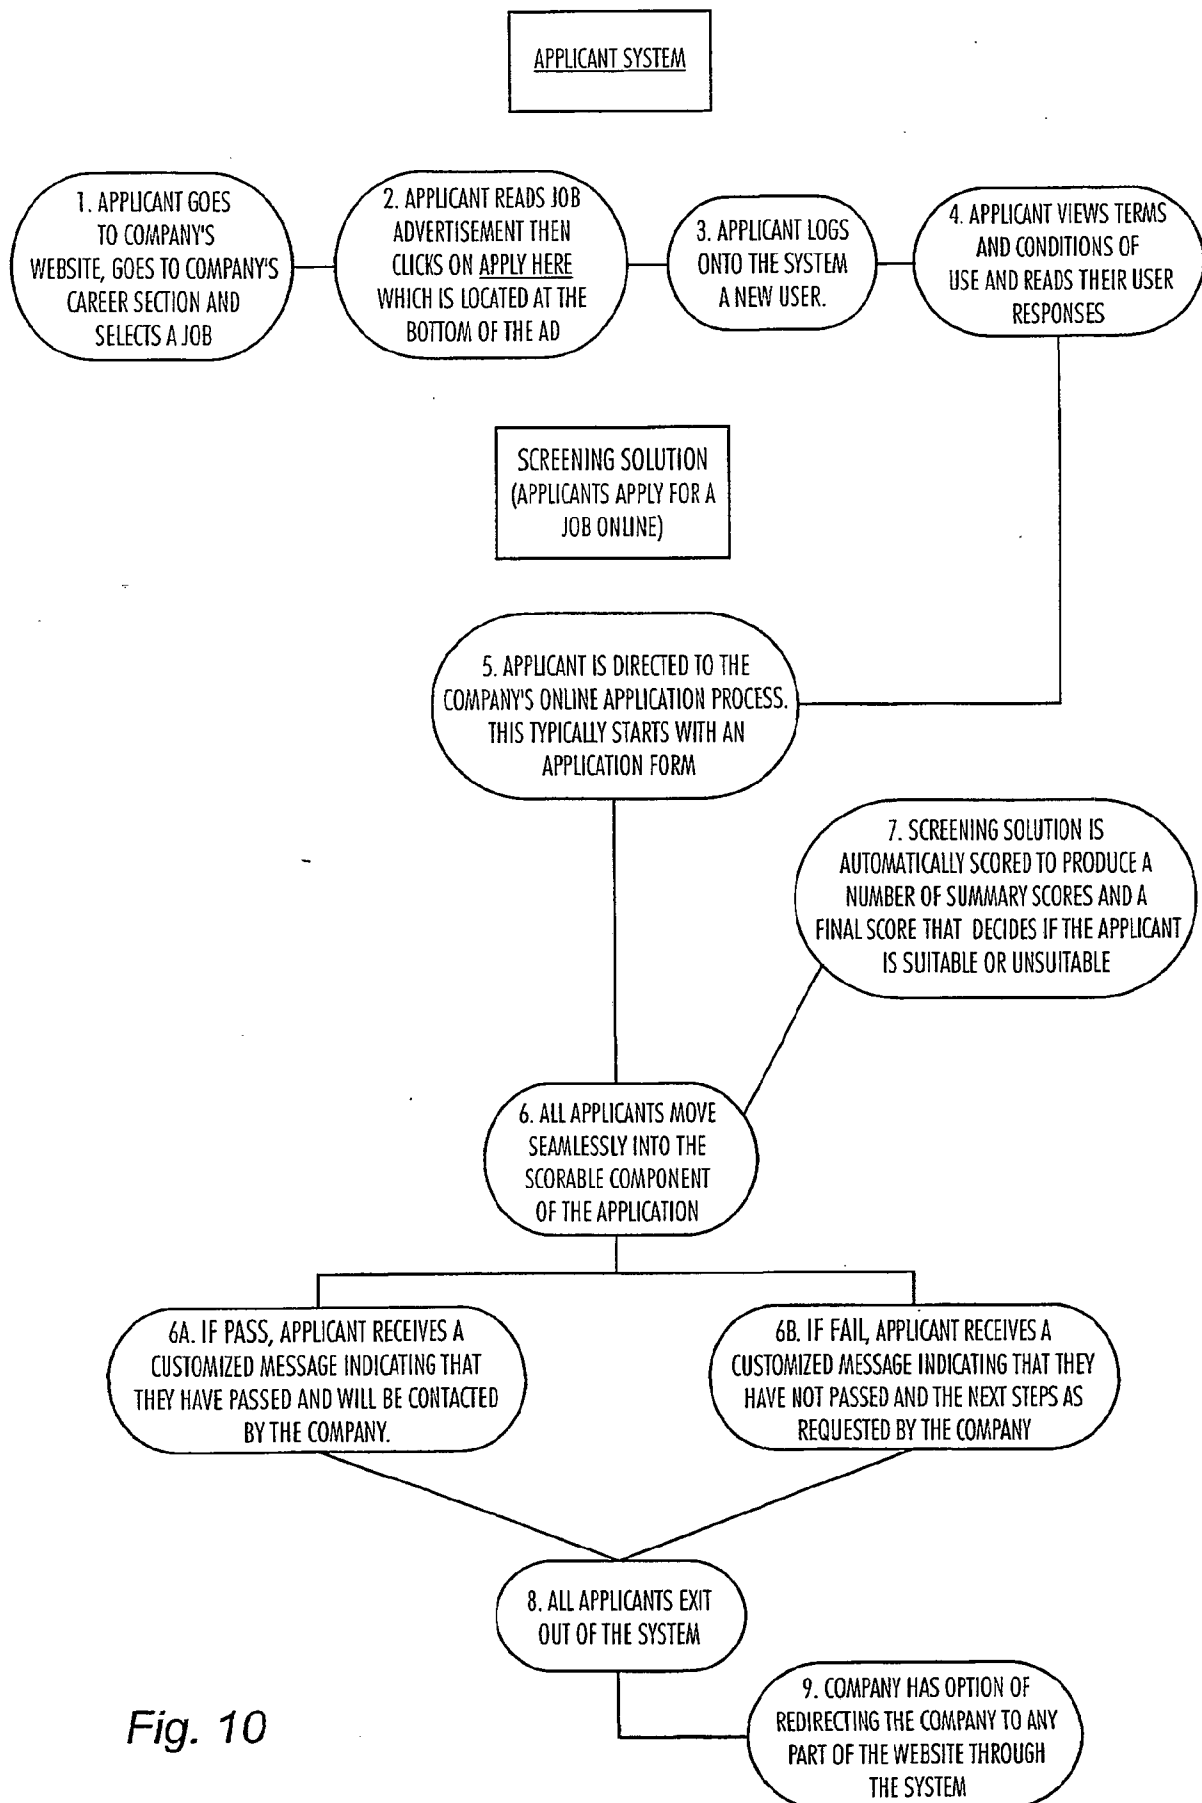 APPLICANT SYSTEM
1. APPLICANT GOES
TO COMPANY'S
WEBSITE, GOES TO COMPANY'S
CAREER SECTION AND
SELECTS A JOB
2. APPLICANT READS JOB
ADVERTISEMENT THEN
CLICKS ON APPLY HERE
WHICH IS LOCATED AT THE
BOTTOM OF THE AD
3. APPLICANT LOGS
ONTO THE SYSTEM
A NEW USER.
4. APPLICANT VIEWS TERMS
AND CONDITIONS OF
USE AND READS THEIR USER
RESPONSES
SCREENING SOLUTION
(APPLICANTS APPLY FOR A
JOB ONLINE)
5. APPLICANT IS DIRECTED TO THE
COMPANY'S ONLINE APPLICATION PROCESS.
THIS TYPICALLY STARTS WITH AN
APPLICATION FORM
7. SCREENING SOLUTION IS
AUTOMATICALLY SCORED TO PRODUCE A
NUMBER OF SUMMARY SCORES AND A
FINAL SCORE THAT DECIDES IF THE APPLICANT
IS SUITABLE OR UNSUITABLE
6. ALL APPLICANTS MOVE
SEAMLESSLY INTO THE
SCORABLE COMPONENT
OF THE APPLICATION
6A. IF PASS, APPLICANT RECEIVES A
CUSTOMIZED MESSAGE INDICATING THAT
THEY HAVE PASSED AND WILL BE CONTACTED
BY THE COMPANY.
6B. IF FAIL, APPLICANT RECEIVES A
CUSTOMIZED MESSAGE INDICATING THAT THEY
HAVE NOT PASSED AND THE NEXT STEPS AS
REQUESTED BY THE COMPANY
8. ALL APPLICANTS EXIT
OUT OF THE SYSTEM
9. COMPANY HAS OPTION OF
REDIRECTING THE COMPANY TO ANY
PART OF THE WEBSITE THROUGH
THE SYSTEM
Fig. 10